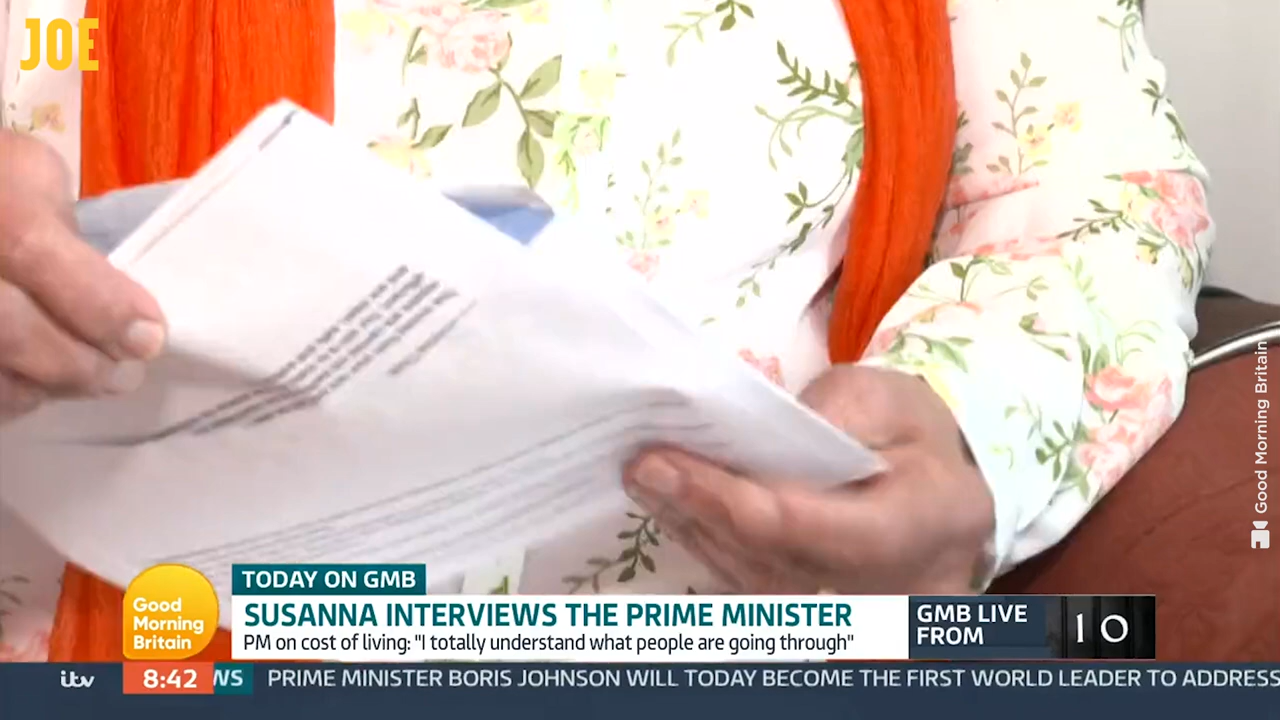 JOE
Good Morning Britain
TODAY ON GMB
SUSANNA INTERVIEWS THE PRIME MINISTER
PM on cost of living: "I totally understand what people are going through"
Good
Morning
Britain
GMB LIVE
FROM
10
itv
8:42
WS
PRIME MINISTER BORIS JOHNSON WILL TODAY BECOME THE FIRST WORLD LEADER TO ADDRESS